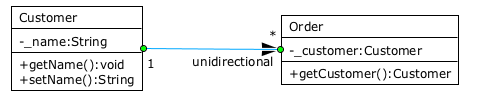 Customer
-_name:String
+getName():void
+setName():String
1
unidirectional
*
Order
-_customer:Customer
+getCustomer():Customer